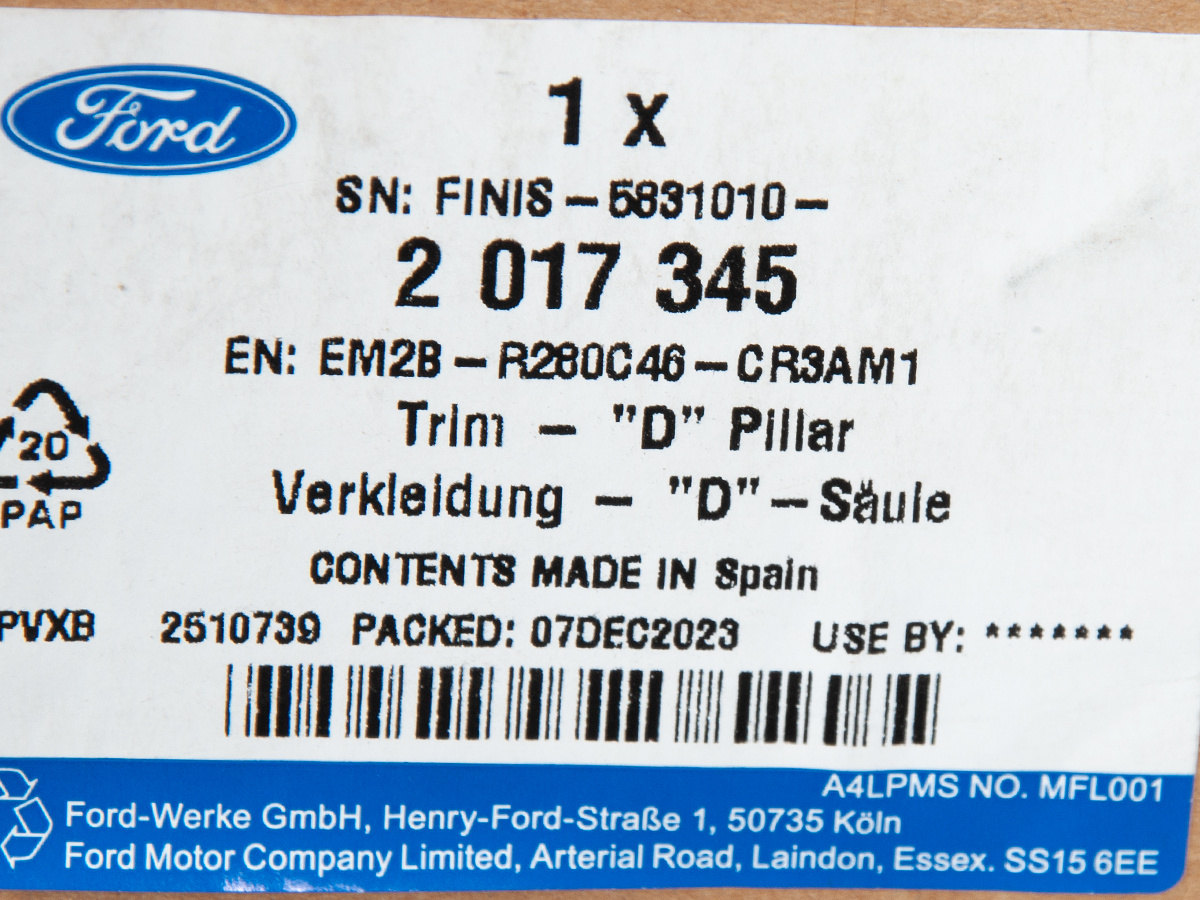 Ford
1 x
SN: FINIS - 5831010 -
2 017 345
EN: EM2B - R280C46 - CR3AM1
Trim - "D" Pillar
Verkleidung - "D" - Säule
20
PAP
CONTENTS MADE IN Spain
PVXB 2510739 PACKED: 07DEC2023 USE BY: *******
A4LPMS NO. MFL001
Ford-Werke GmbH, Henry-Ford-Straße 1, 50735 Köln
Ford Motor Company Limited, Arterial Road, Laindon, Essex. SS15 6EE